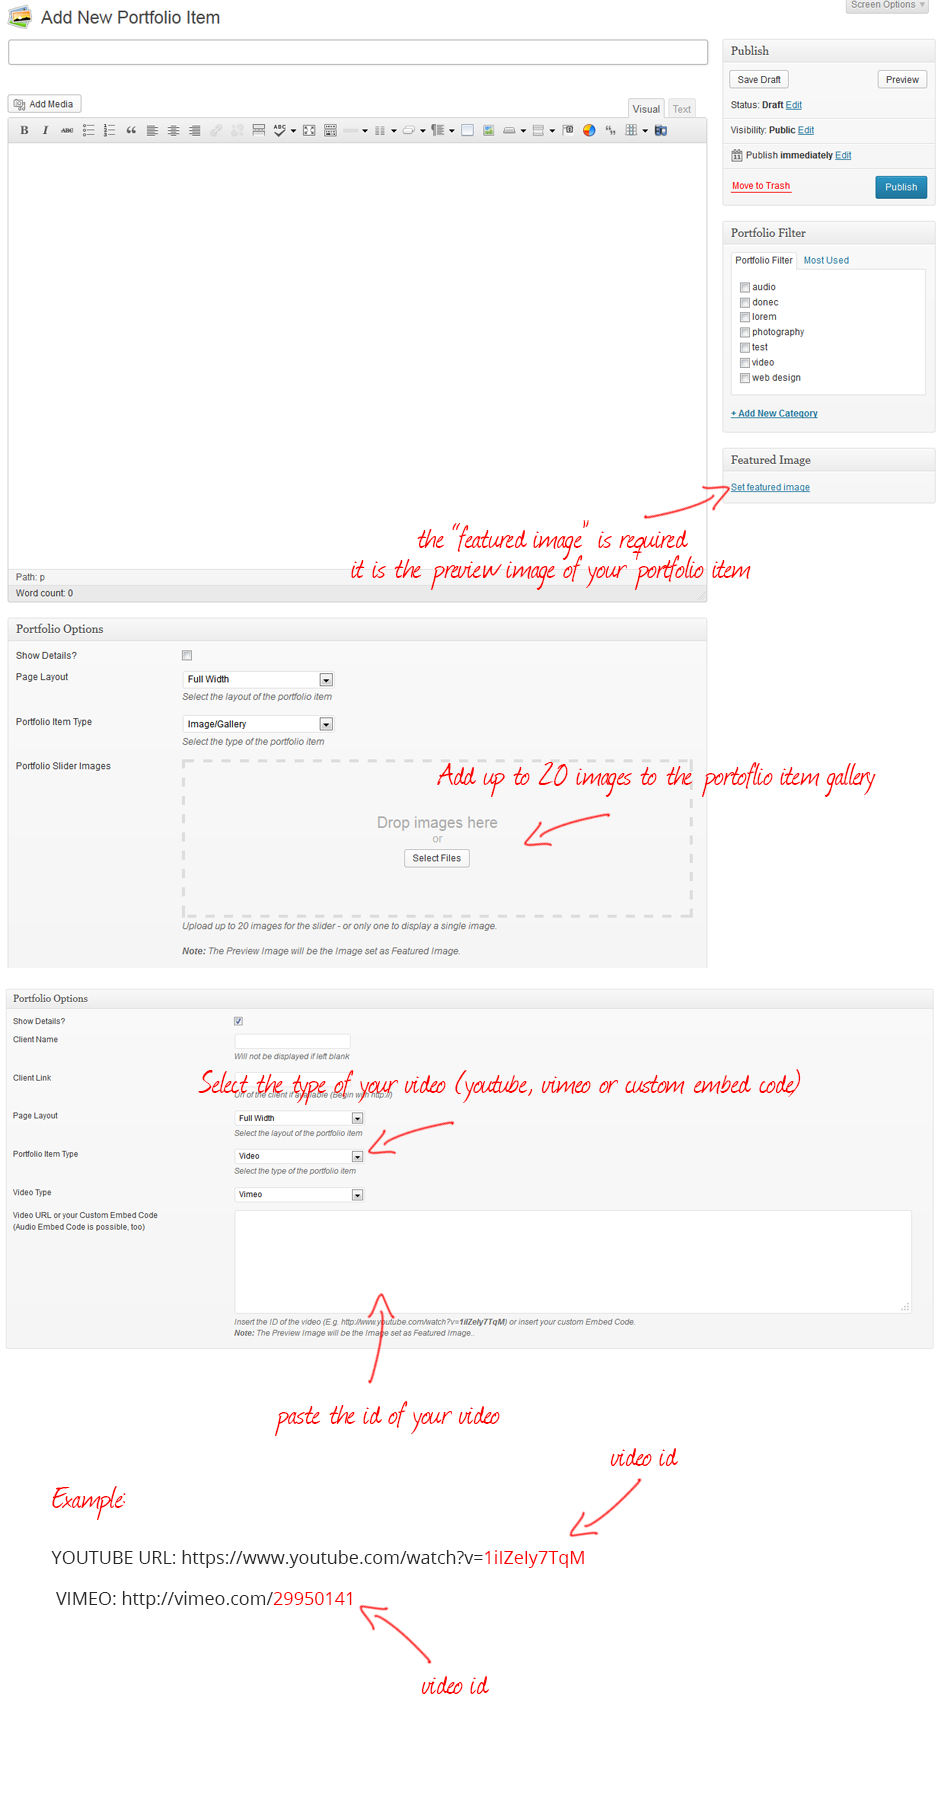 Add New Portfolio Item
Screen Options
Add Media
Visual
Text
B I ABC
ABC
Path: p
Word count: 0
Publish
Save Draft
Preview
Status: Draft Edit
Visibility: Public Edit
Publish immediately Edit
Move to Trash
Publish
Portfolio Filter
Portfolio Filter
Most Used
audio
donec
lorem
photography
test
video
web design
+ Add New Category
Featured Image
Set featured image
the "featured image" is required
it is the preview image of your portfolio item
Portfolio Options
Show Details?
Page Layout
Full Width
Select the layout of the portfolio item
Portfolio Item Type
Image/Gallery
Select the type of the portfolio item
Portfolio Slider Images
Add up to 20 images to the portoflio item gallery
Drop images here
or
Select Files
Upload up to 20 images for the slider - or only one to display a single image.
Note: The Preview Image will be the Image set as Featured Image.
Portfolio Options
Show Details?
Client Name
Will not be displayed if left blank
Client Link
Select the type of your video (youtube, vimeo or custom embed code)
Url of the client if available (Begin with http://)
Page Layout
Full Width
Select the layout of the portfolio item
Portfolio Item Type
Video
Select the type of the portfolio item
Video Type
Vimeo
Video URL or your Custom Embed Code
(Audio Embed Code is possible, too)
Insert the ID of the video (E.g. http://www.youtube.com/watch?v=1iIZeIy7TqM) or insert your custom Embed Code.
Note: The Preview Image will be the Image set as Featured Image..
paste the id of your video
video id
Example:
YOUTUBE URL: https://www.youtube.com/watch?v=1iIZeIy7TqM
VIMEO: http://vimeo.com/29950141
video id